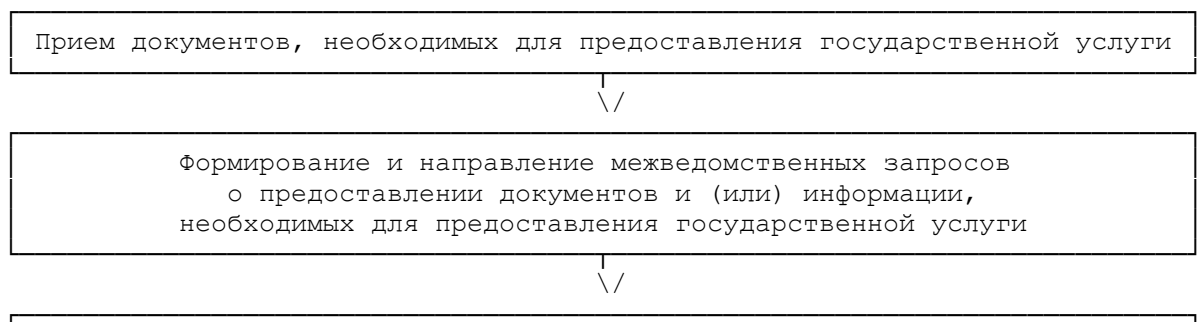 Прием документов, необходимых для предоставления государственной услуги
\/
Формирование и направление межведомственных запросов
о предоставлении документов и (или) информации,
необходимых для предоставления государственной услуги
\/